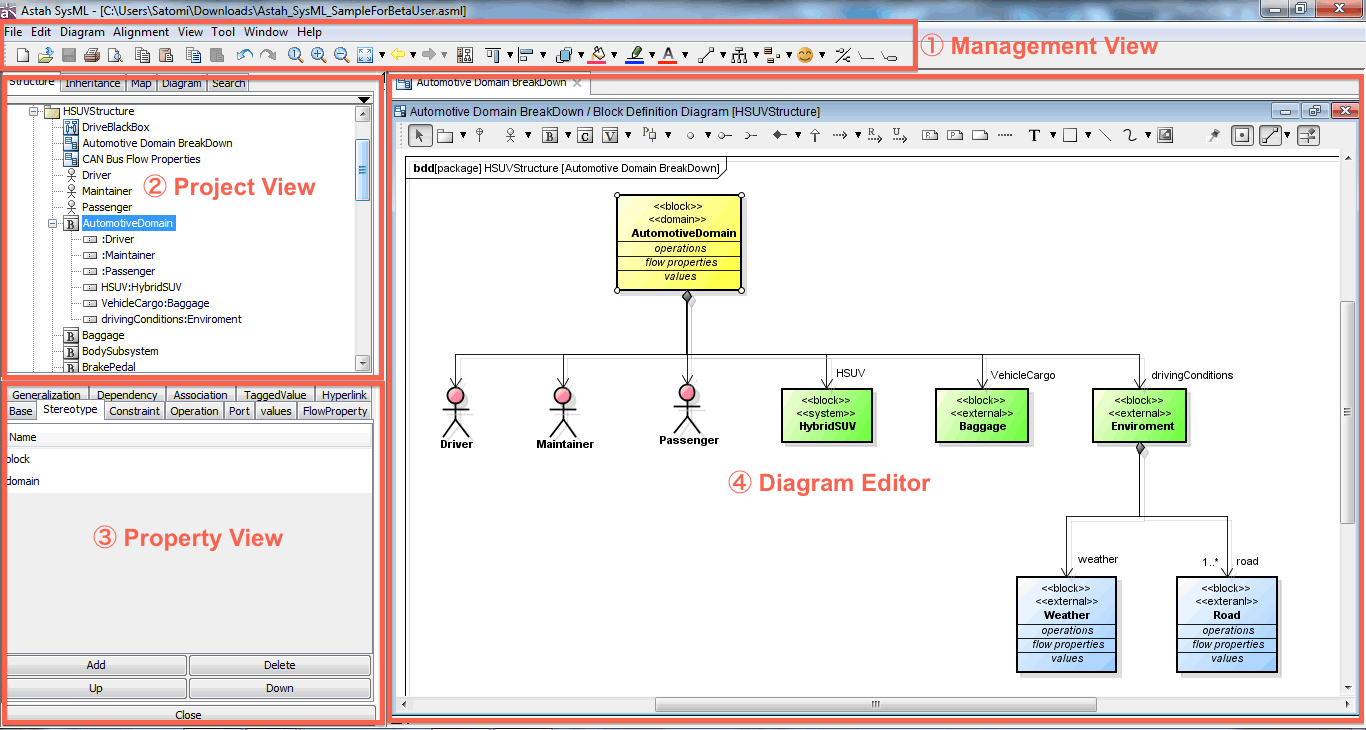 Astah SysML - [C:\Users\Satomi\Downloads\Astah_SysML_SampleForBetaUser.asml]
File Edit Diagram Alignment View Tool Window Help
① Management View
Structure Inheritance Map Diagram Search
HSUVStructure
DriveBlackBox
Automotive Domain BreakDown
CAN Bus Flow Properties
Driver
Maintainer
Passenger
AutomotiveDomain
:Driver
:Maintainer
:Passenger
HSUV:HybridSUV
VehicleCargo:Baggage
drivingConditions:Enviroment
Baggage
BodySubsystem
BrakePedal
② Project View
Generalization Dependency Association TaggedValue Hyperlink
Base Stereotype Constraint Operation Port values FlowProperty
Name
block
domain
③ Property View
Add Delete
Up Down
Close
Automotive Domain BreakDown
Automotive Domain BreakDown / Block Definition Diagram [HSUVStructure]
bdd[package] HSUVStructure [Automotive Domain BreakDown]
<<block>>
<<domain>>
AutomotiveDomain
operations
flow properties
values
Driver
Maintainer
Passenger
HSUV
<<block>>
<<system>>
HybridSUV
VehicleCargo
<<block>>
<<external>>
Baggage
drivingConditions
<<block>>
<<external>>
Enviroment
④ Diagram Editor
weather
<<block>>
<<external>>
Weather
operations
flow properties
values
1..* road
<<block>>
<<exteranl>>
Road
operations
flow properties
values